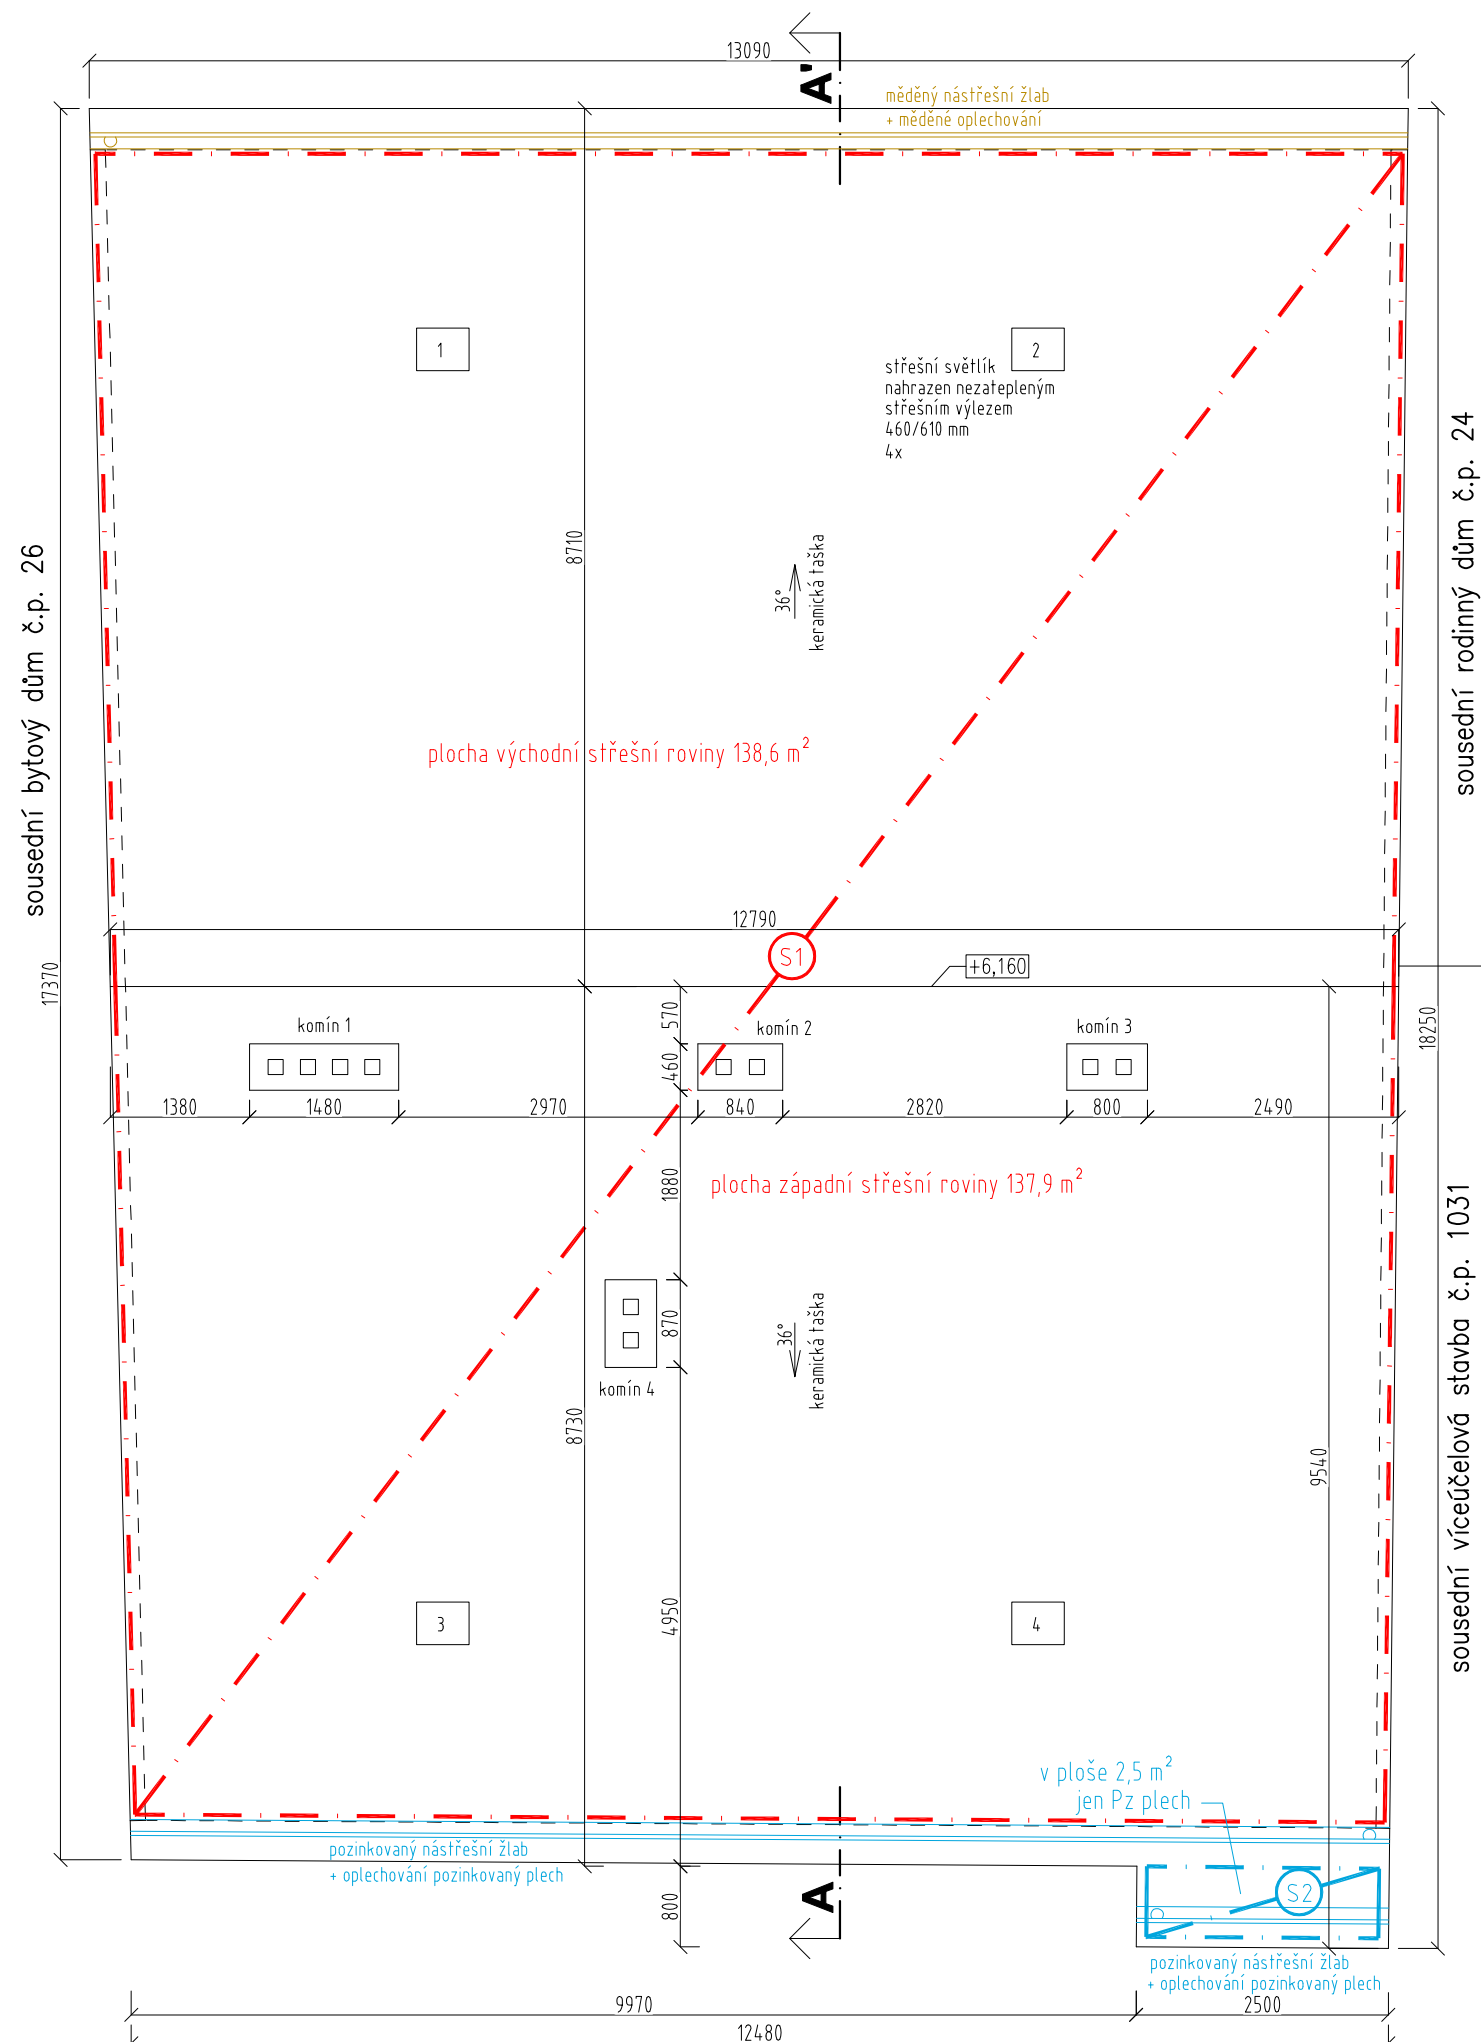 13090
A'
měděný nástřešní žlab
+ měděné oplechování
1
2
střešní světlík
nahrazen nezatepleným
střešním výlezem
460/610 mm
4x
8710
36°
keramická taška
sousední bytový dům č.p. 26
sousední rodinný dům č.p. 24
plocha východní střešní roviny 138,6 m²
12790
S1
+6,160
17370
18250
570
komín 1
komín 2
komín 3
460
1380
1480
2970
840
2820
800
2490
1880
plocha západní střešní roviny 137,9 m²
870
36°
keramická taška
komín 4
8730
9540
sousední víceúčelová stavba č.p. 1031
4950
3
4
v ploše 2,5 m²
jen Pz plech
pozinkovaný nástřešní žlab
+ oplechování pozinkovaný plech
800
A
S2
pozinkovaný nástřešní žlab
+ oplechování pozinkovaný plech
9970
2500
12480